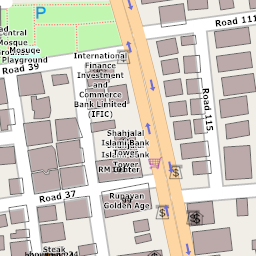 P
Road 111
Central
Mosque
Mosque
Playground
Road 39
International
Finance
Investment
and
Commerce
Bank Limited
(IFIC)
Road 115
Shahjalal
Islami Bank
Tower
Tower
RM Center
Road 37
Rupayan
Golden Age
Steak